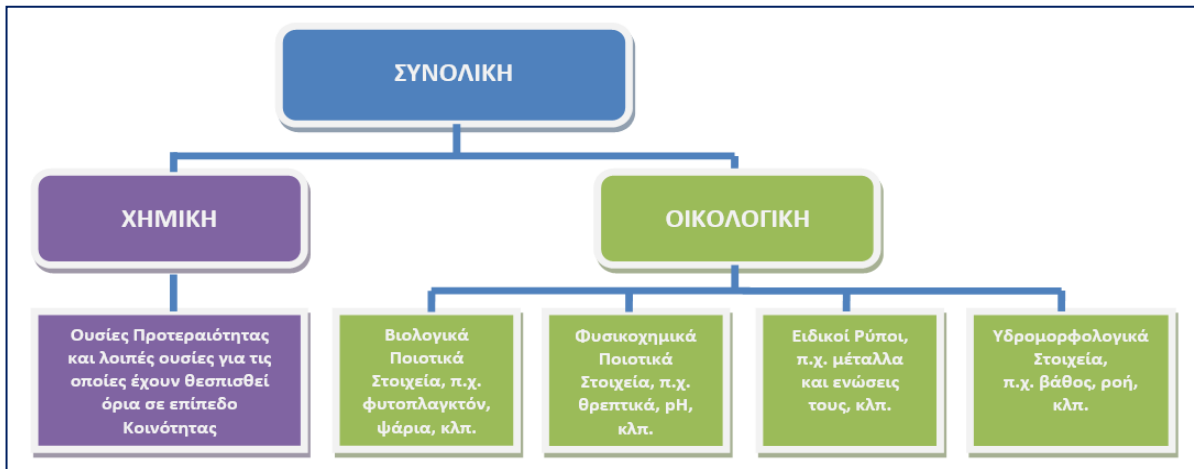 ΣΥΝΟΛΙΚΗ
ΧΗΜΙΚΗ
ΟΙΚΟΛΟΓΙΚΗ
Ουσίες Προτεραιότητας
και λοιπές ουσίες για τις
οποίες έχουν θεσπισθεί
όρια σε επίπεδο
Κοινότητας
Βιολογικά
Ποιοτικά
Στοιχεία, π.χ.
φυτοπλαγκτόν,
ψάρια, κλπ.
Φυσικοχημικά
Ποιοτικά
Στοιχεία, π.χ.
θρεπτικά, pH,
κλπ.
Ειδικοί Ρύποι,
π.χ. μέταλλα
και ενώσεις
τους, κλπ.
Υδρομορφολογικά
Στοιχεία,
π.χ. βάθος, ροή,
κλπ.